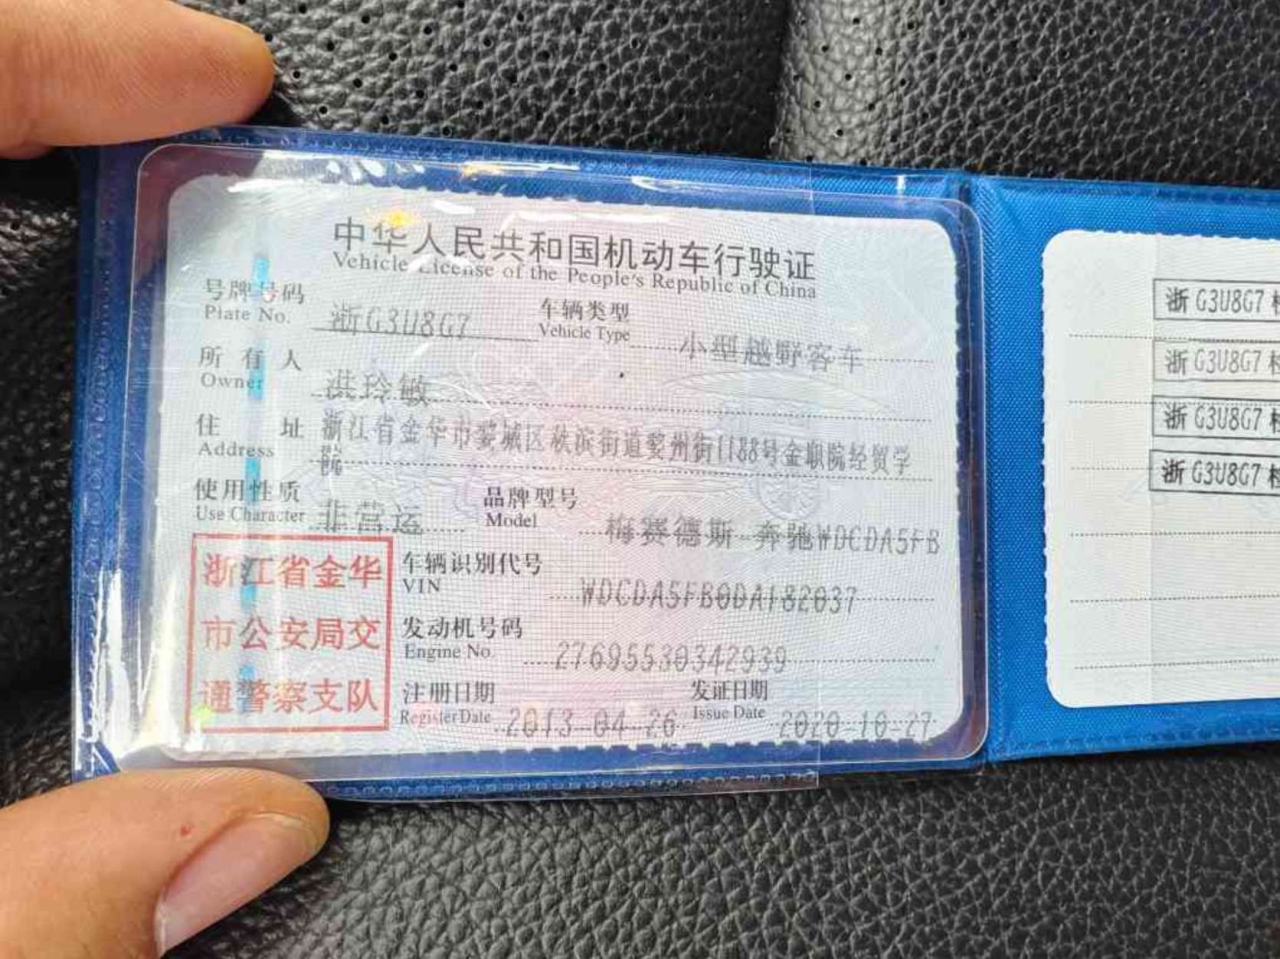 中华人民共和国机动车行驶证
Vehicle License of the People's Republic of China
号牌号码 浙G3U8G7 车辆类型 小型越野客车
Plate No. Vehicle Type
所有人 洪玲敏
Owner
住址 浙江省金华市婺城区秋滨街道婺州街1188号金职院经贸学
Address 院
使用性质 非营运 品牌型号 梅赛德斯-奔驰WDCDA5FB
Use Character Model
浙江省金华
市公安局交
通警察支队
车辆识别代号 WDCDA5FB0DA182037
VIN
发动机号码 27695530342939
Engine No.
注册日期 2013-04-26 发证日期 2020-10-27
Register Date Issue Date
浙G3U8G7
浙G3U8G7
浙G3U8G7
浙G3U8G7